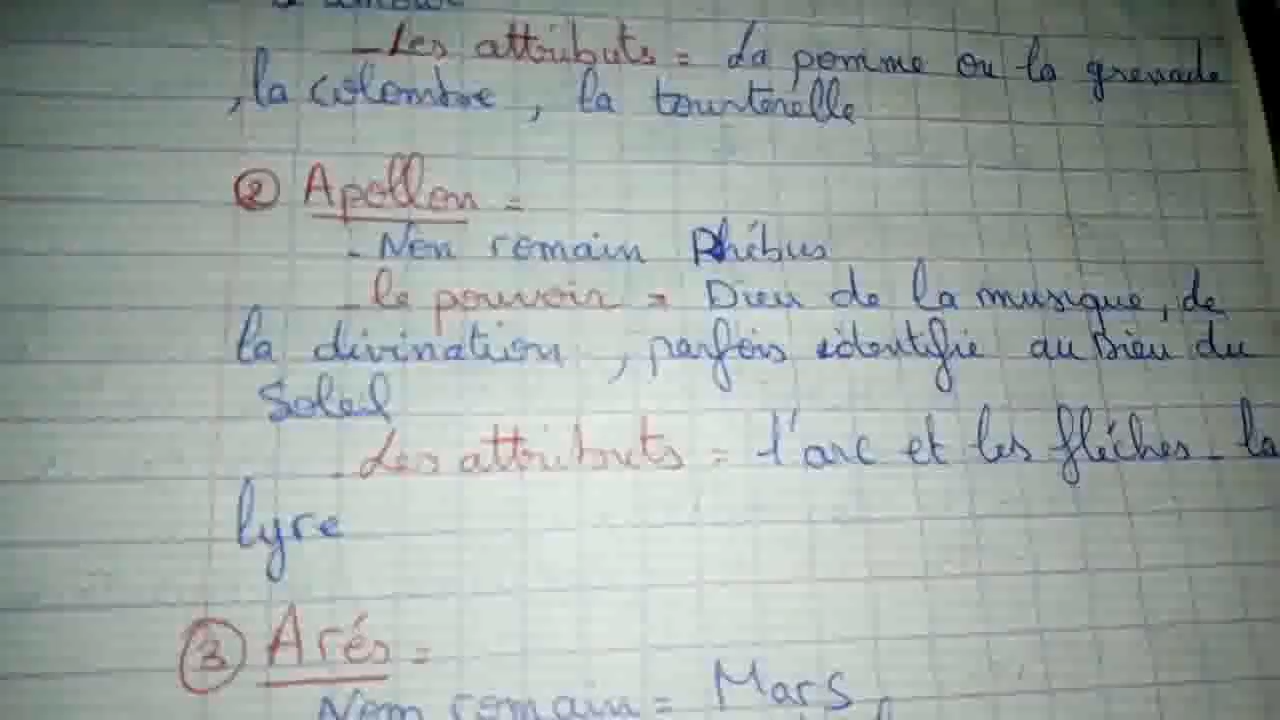 - Les attributs = La pomme ou la grenade
, la colombe, la tourterelle
② Apollon =
- Nom romain Phébus
- le pouvoir = Dieu de la musique, de
la divination, parfois identifié au Dieu du
Soleil
- Les attributs = l'arc et les fléches - la
lyre
③ Arés =
Nom romain = Mars